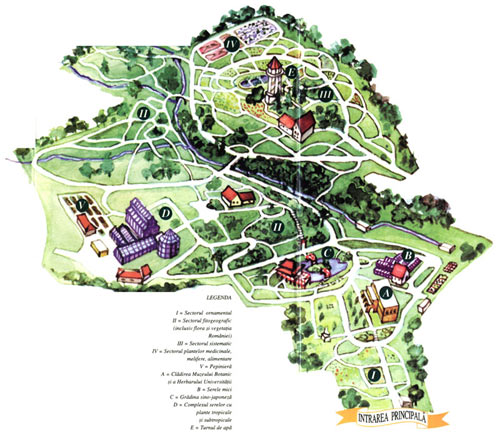 IV
E
III
II
V
D
II
C
B
A
I
INTRAREA PRINCIPALĂ
LEGENDA
I = Sectorul ornamental
II = Sectorul fitogeografic
(inclusiv flora și vegetația
României)
III = Sectorul sistematic
IV = Sectorul plantelor medicinale,
melifere, alimentare
V = Pepinieră
A = Clădirea Muzeului Botanic
și a Herbarului Universității
B = Serele mici
C = Grădina sino-japoneză
D = Complexul serelor cu
plante tropicale
și subtropicale
E = Turnul de apă